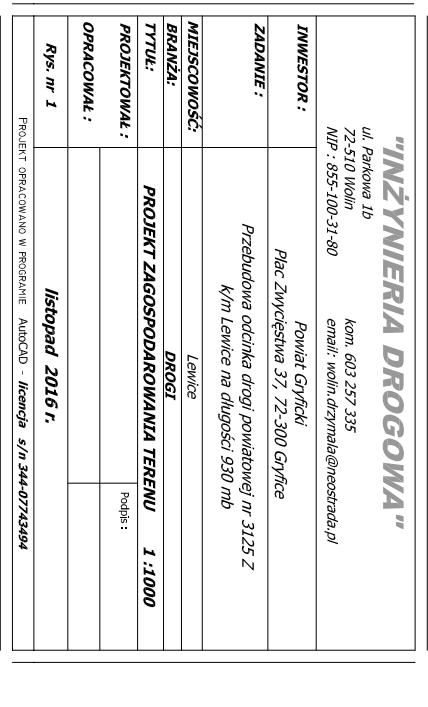 "INŻYNIERIA DROGOWA"
ul. Parkowa 1b
72-510 Wolin
NIP : 855-100-31-80
kom. 603 257 335
email: wolin.drzymala@neostrada.pl
INWESTOR :
Powiat Gryficki
Plac Zwycięstwa 37, 72-300 Gryfice
ZADANIE :
Przebudowa odcinka drogi powiatowej nr 3125 Z
k/m Lewice na długości 930 mb
MIEJSCOWOŚĆ: Lewice
BRANŻA: DROGI
TYTUŁ: PROJEKT ZAGOSPODAROWANIA TERENU 1 :1000
PROJEKTOWAŁ : Podpis :
OPRACOWAŁ :
Rys. nr 1 listopad 2016 r.
PROJEKT OPRACOWANO W PROGRAMIE AutoCAD - licencja s/n 344-07743494